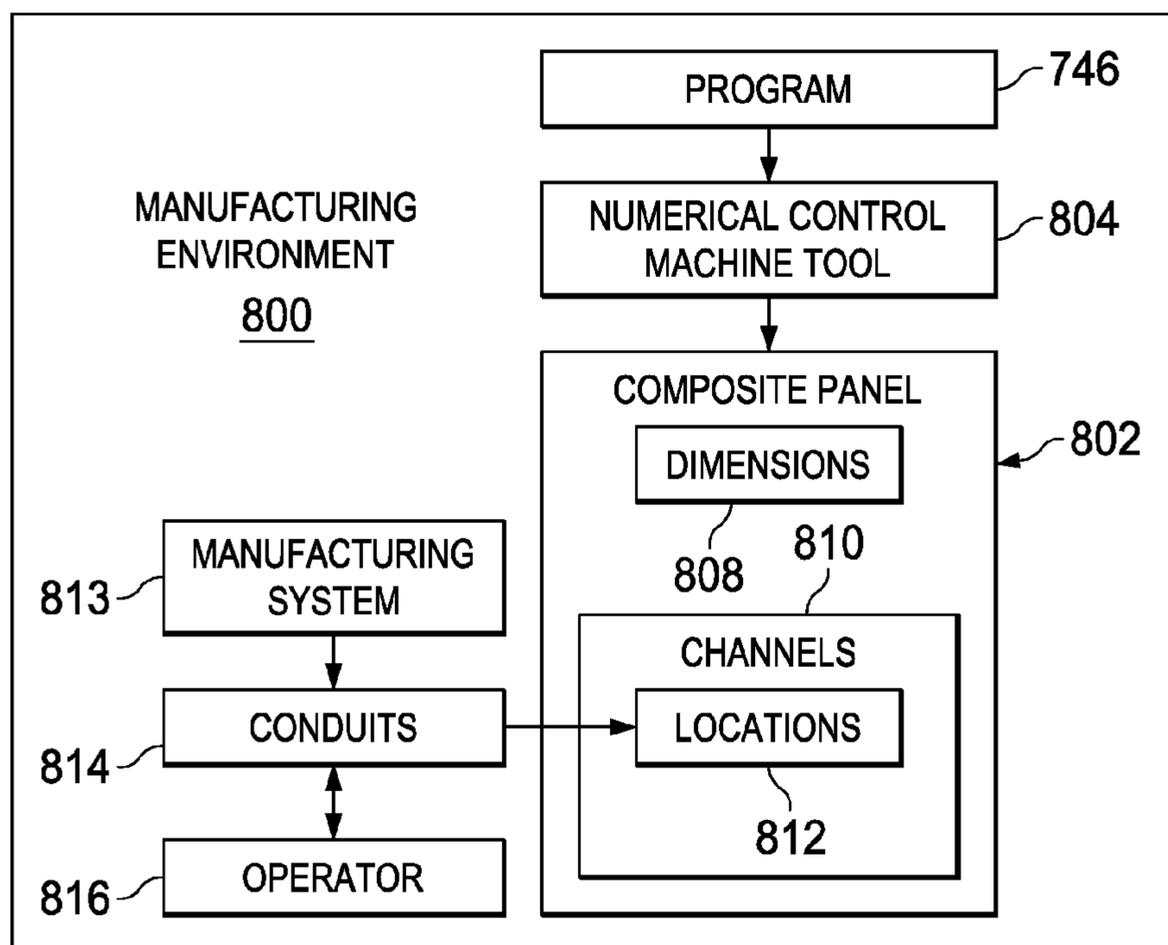 PROGRAM
746
MANUFACTURING
ENVIRONMENT
800
NUMERICAL CONTROL
MACHINE TOOL
804
COMPOSITE PANEL
802
DIMENSIONS
808
810
MANUFACTURING
SYSTEM
813
CHANNELS
CONDUITS
814
LOCATIONS
812
OPERATOR
816